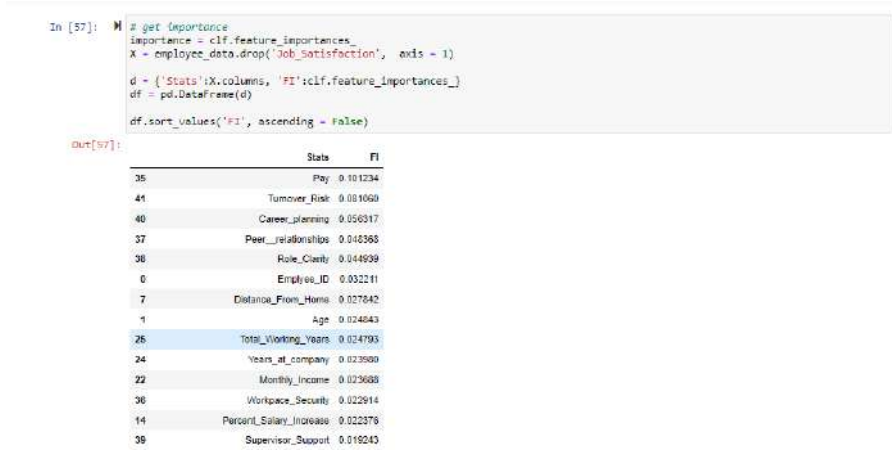 In [57]:
# get importance
importance = clf.feature_importances_
X = employee_data.drop('Job_Satisfaction', axis = 1)
d = {'Stats':X.columns, 'FI':clf.feature_importances_}
df = pd.DataFrame(d)
df.sort_values('FI', ascending = False)
Out[57]:
Stats FI
35 Pay 0.101234
41 Turnover_Risk 0.081060
40 Career_planning 0.056317
37 Peer__relationships 0.048368
38 Role_Clarity 0.044939
0 Emplyee_ID 0.032211
7 Distance_From_Home 0.027842
1 Age 0.024843
25 Total_Working_Years 0.024793
24 Years_at_company 0.023980
22 Monthly_Income 0.023688
36 Workpace_Security 0.022914
14 Percent_Salary_Increase 0.022376
39 Supervisor_Support 0.019243